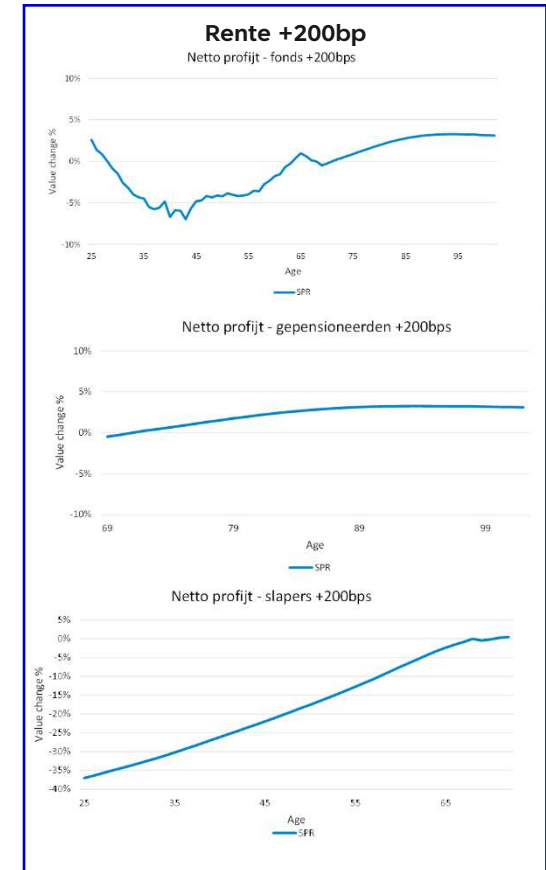 Rente +200bp
Netto profijt - fonds +200bps
10%
5%
0%
-5%
-10%
Value change %
25 35 45 55 65 75 85 95
Age
SPR
Netto profijt - gepensioneerden +200bps
10%
5%
0%
-5%
-10%
Value change %
69 79 89 99
Age
SPR
Netto profijt - slapers +200bps
5%
0%
-5%
-10%
-15%
-20%
-25%
-30%
-35%
-40%
Value change %
25 35 45 55 65
Age
SPR